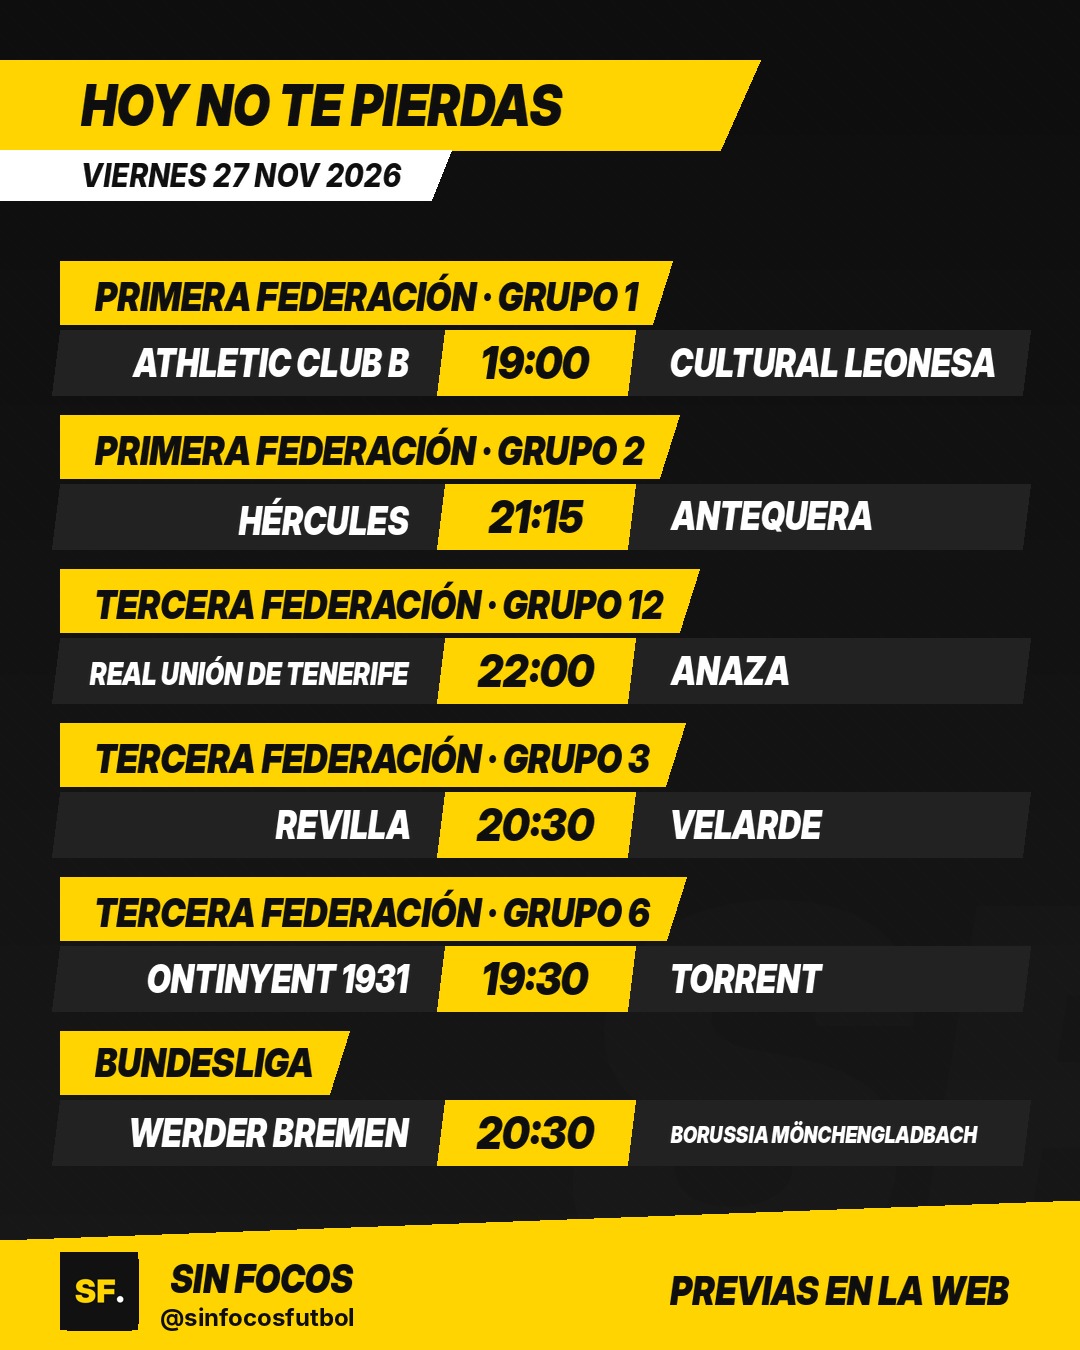 HOY NO TE PIERDAS
VIERNES 27 NOV 2026
PRIMERA FEDERACIÓN · GRUPO 1
ATHLETIC CLUB B 19:00 CULTURAL LEONESA
PRIMERA FEDERACIÓN · GRUPO 2
HÉRCULES 21:15 ANTEQUERA
TERCERA FEDERACIÓN · GRUPO 12
REAL UNIÓN DE TENERIFE 22:00 ANAZA
TERCERA FEDERACIÓN · GRUPO 3
REVILLA 20:30 VELARDE
TERCERA FEDERACIÓN · GRUPO 6
ONTINYENT 1931 19:30 TORRENT
BUNDESLIGA
WERDER BREMEN 20:30 BORUSSIA MÖNCHENGLADBACH
SF. SIN FOCOS
@sinfocosfutbol
PREVIAS EN LA WEB